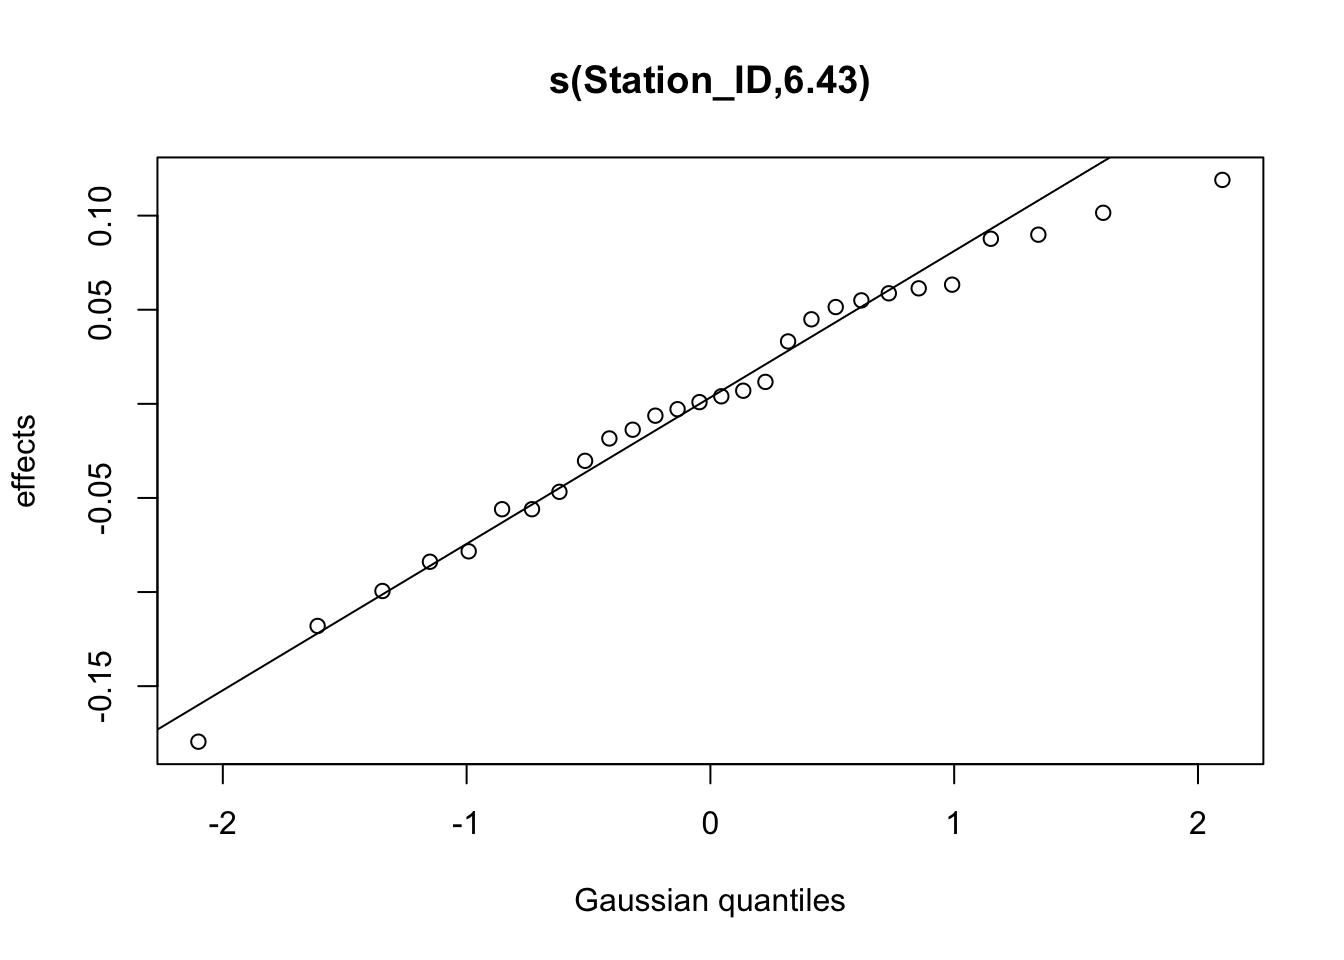 s(Station_ID,6.43)
effects
0.10
0.05
-0.05
-0.15
-2 -1 0 1 2
Gaussian quantiles